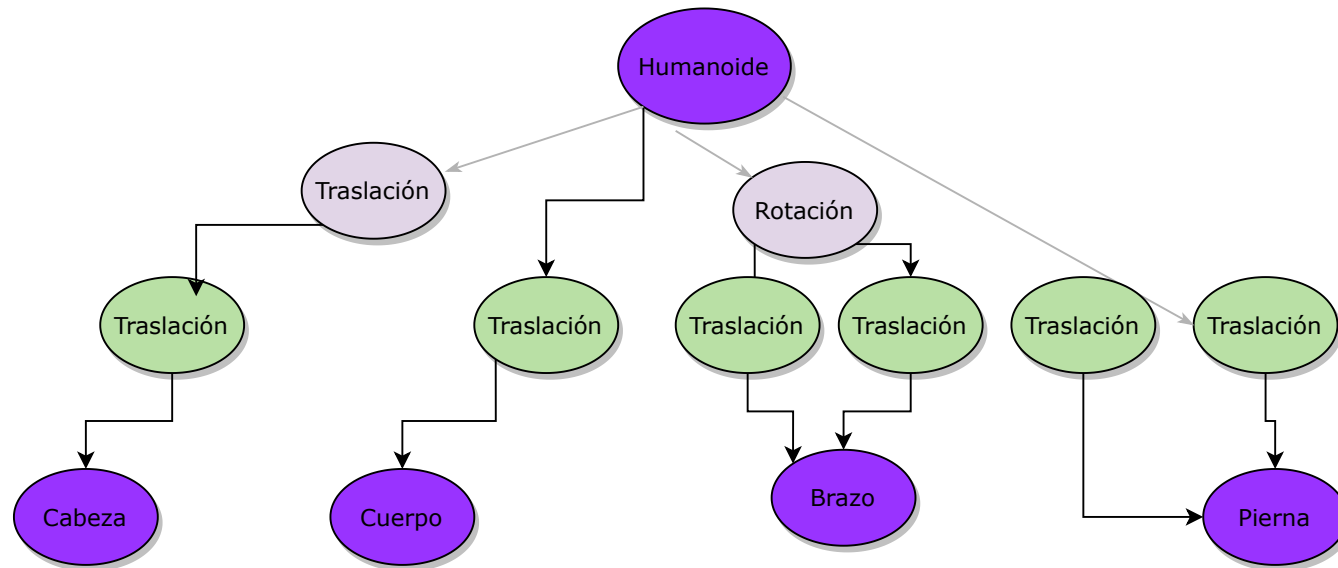 Humanoide
Traslación
Rotación
Traslación
Traslación
Traslación
Traslación
Traslación
Traslación
Cabeza
Cuerpo
Brazo
Pierna